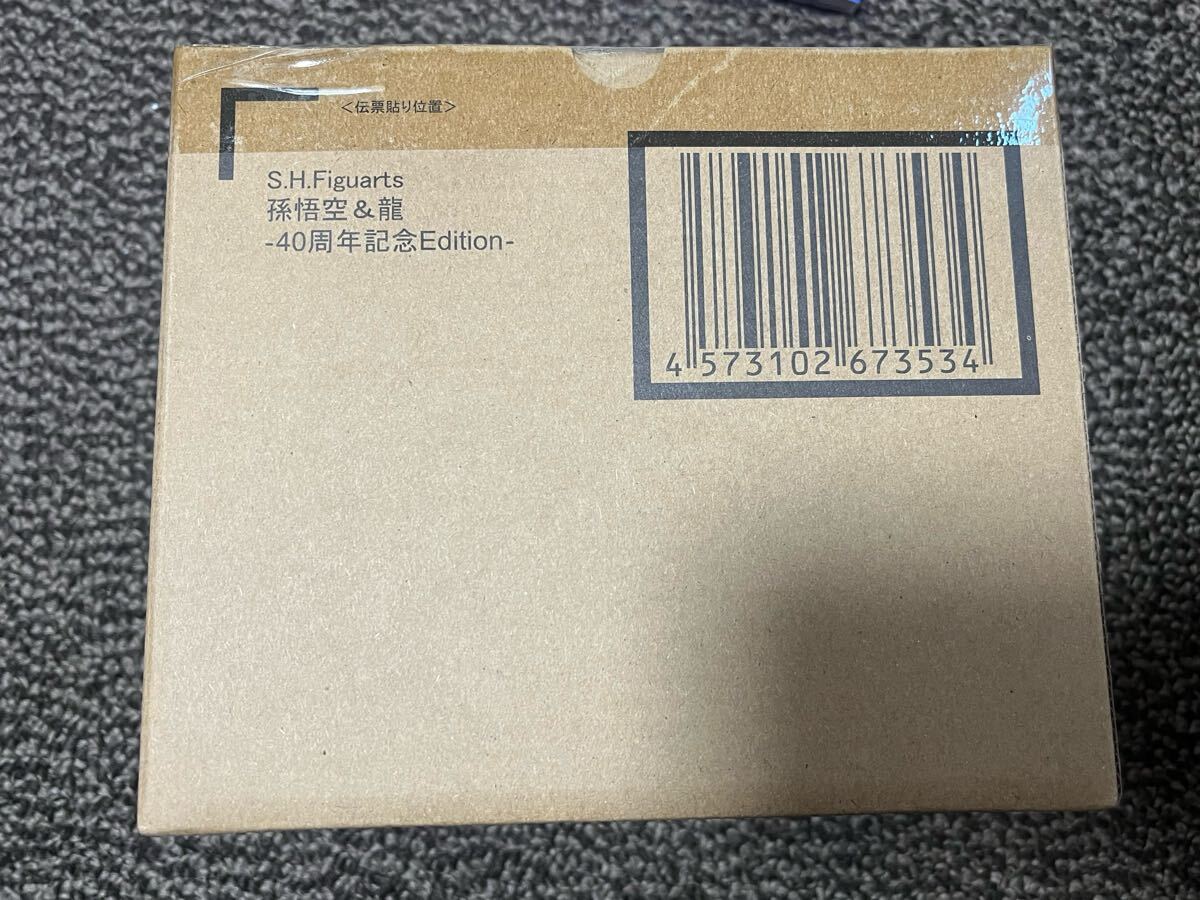 ＜伝票貼り位置＞
S.H.Figuarts
孫悟空＆龍
-40周年記念Edition-
4 573102 673534